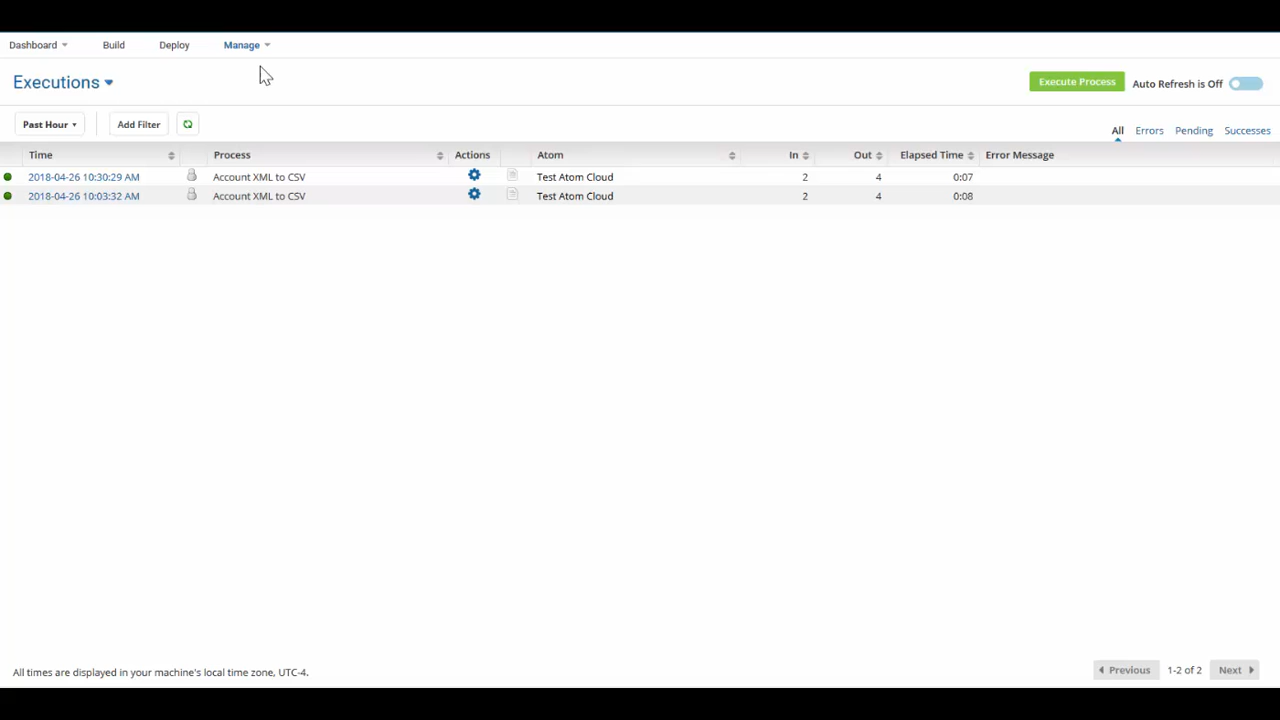 Dashboard Build Deploy Manage
Executions Execute Process Auto Refresh is Off
Past Hour Add Filter All Errors Pending Successes
Time Process Actions Atom In Out Elapsed Time Error Message
2018-04-26 10:30:29 AM Account XML to CSV Test Atom Cloud 2 4 0:07
2018-04-26 10:03:32 AM Account XML to CSV Test Atom Cloud 2 4 0:08
All times are displayed in your machine's local time zone, UTC-4. Previous 1-2 of 2 Next